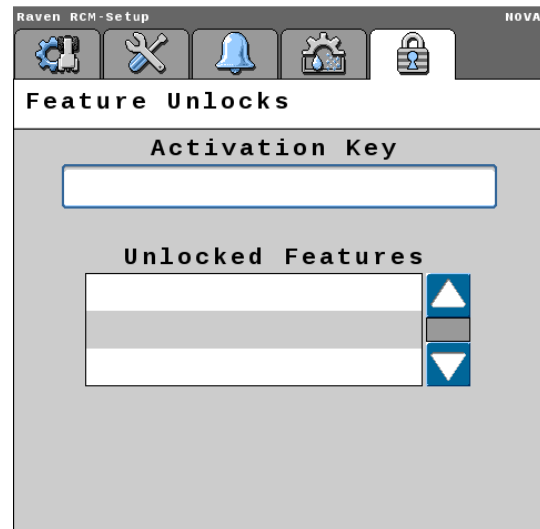 Raven RCM-Setup NOVA
Feature Unlocks
Activation Key
Unlocked Features